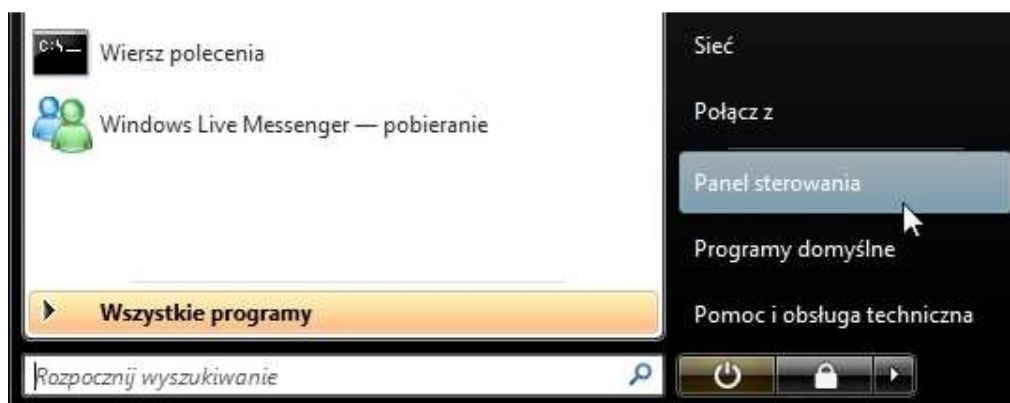 C:\_
Wiersz polecenia
Windows Live Messenger — pobieranie
Wszystkie programy
Rozpocznij wyszukiwanie
Sieć
Połącz z
Panel sterowania
Programy domyślne
Pomoc i obsługa techniczna